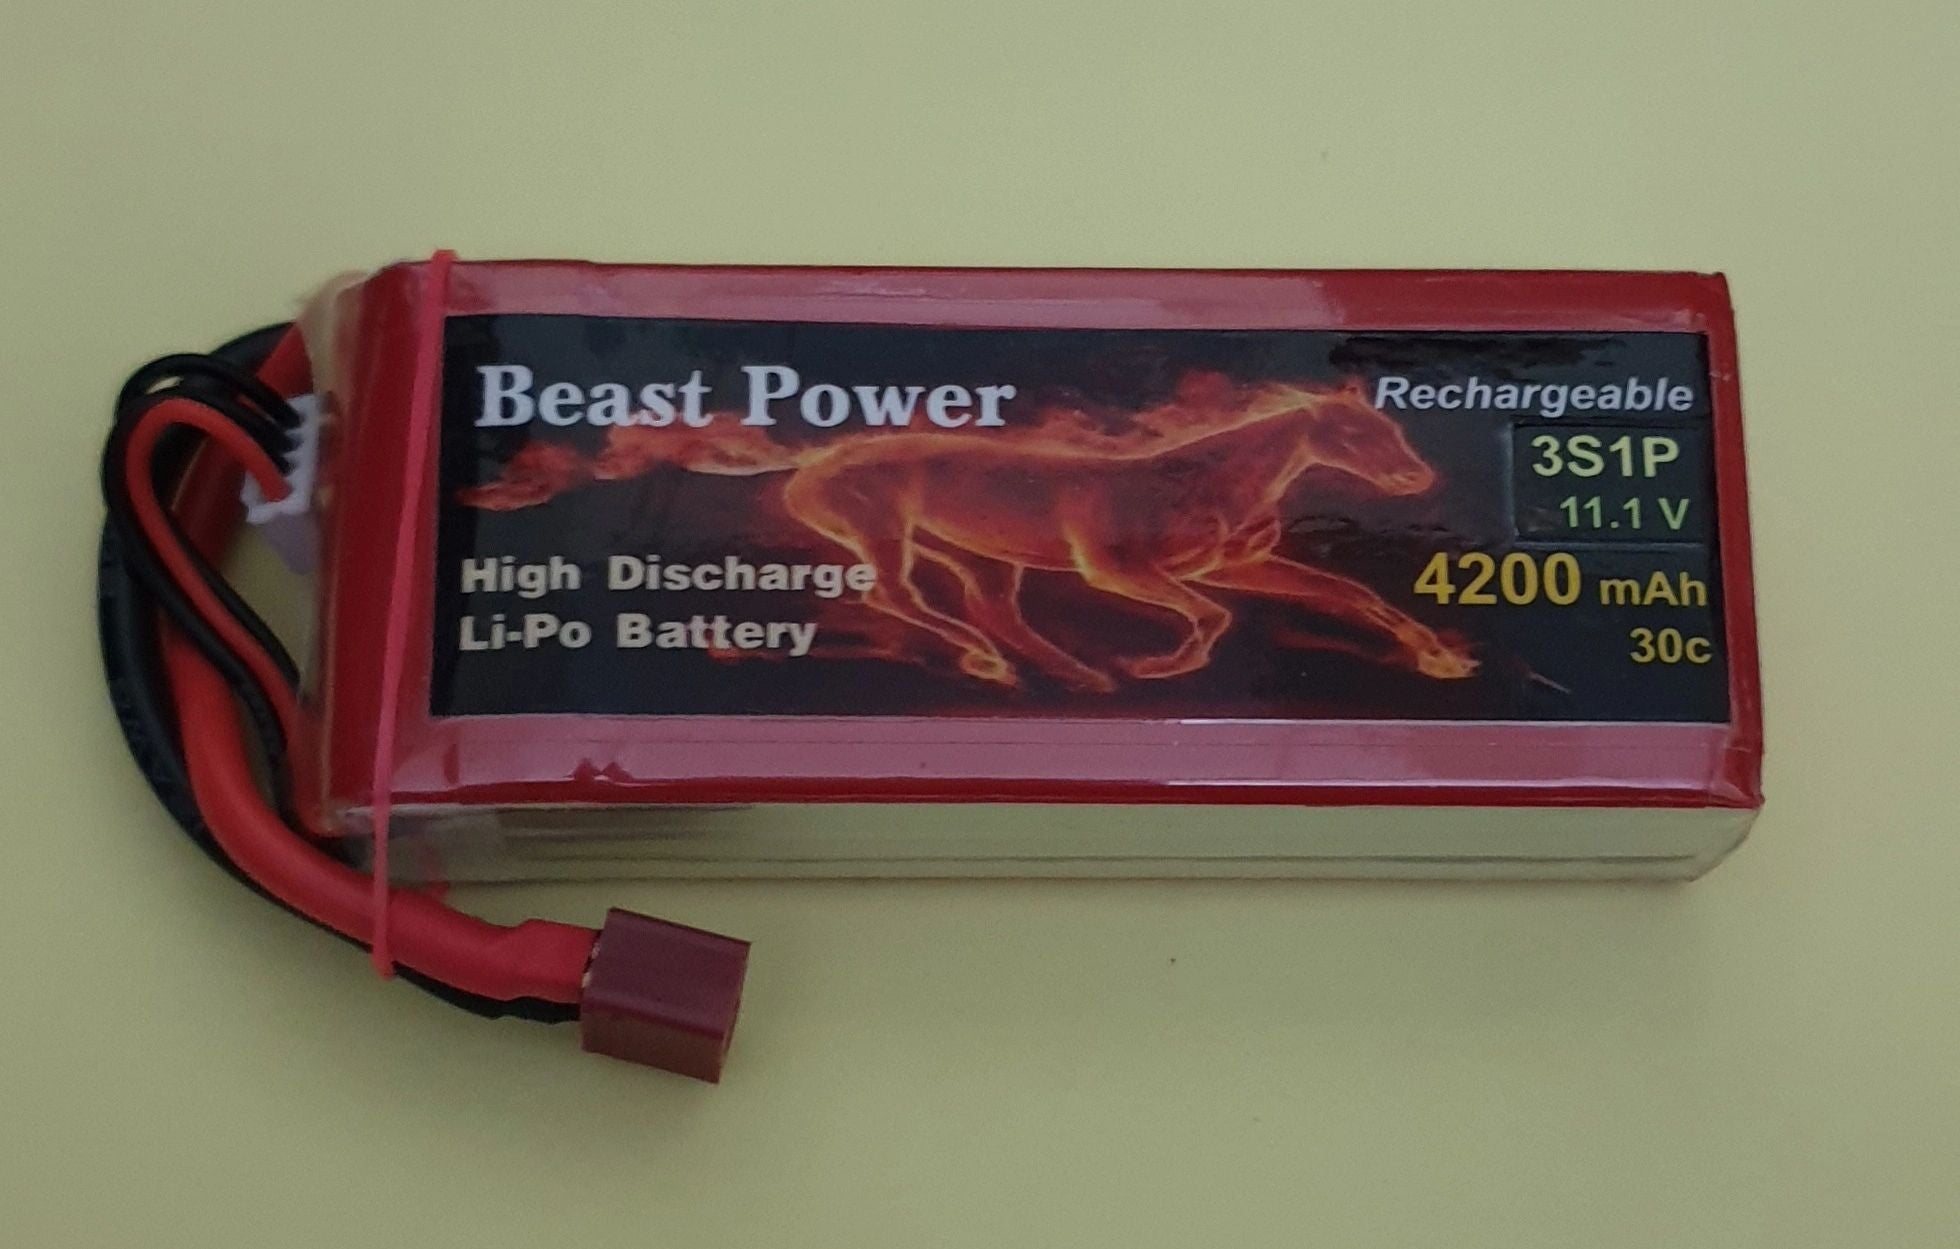 Beast Power
High Discharge
Li-Po Battery
Rechargeable
3S1P
11.1 V
4200 mAh
30c